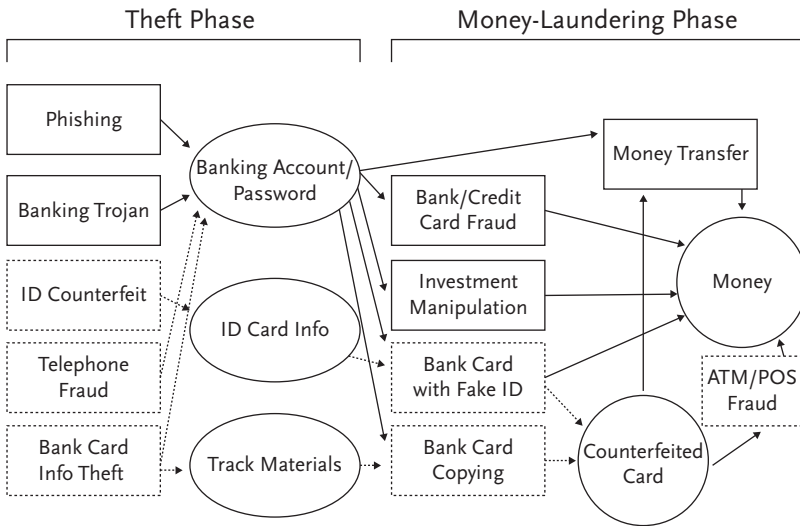 Theft Phase
Money-Laundering Phase
Phishing
Banking Account/
Password
Money Transfer
Banking Trojan
Bank/Credit
Card Fraud
ID Counterfeit
ID Card Info
Investment
Manipulation
Money
Telephone
Fraud
Bank Card
with Fake ID
ATM/POS
Fraud
Bank Card
Info Theft
Track Materials
Bank Card
Copying
Counterfeited
Card